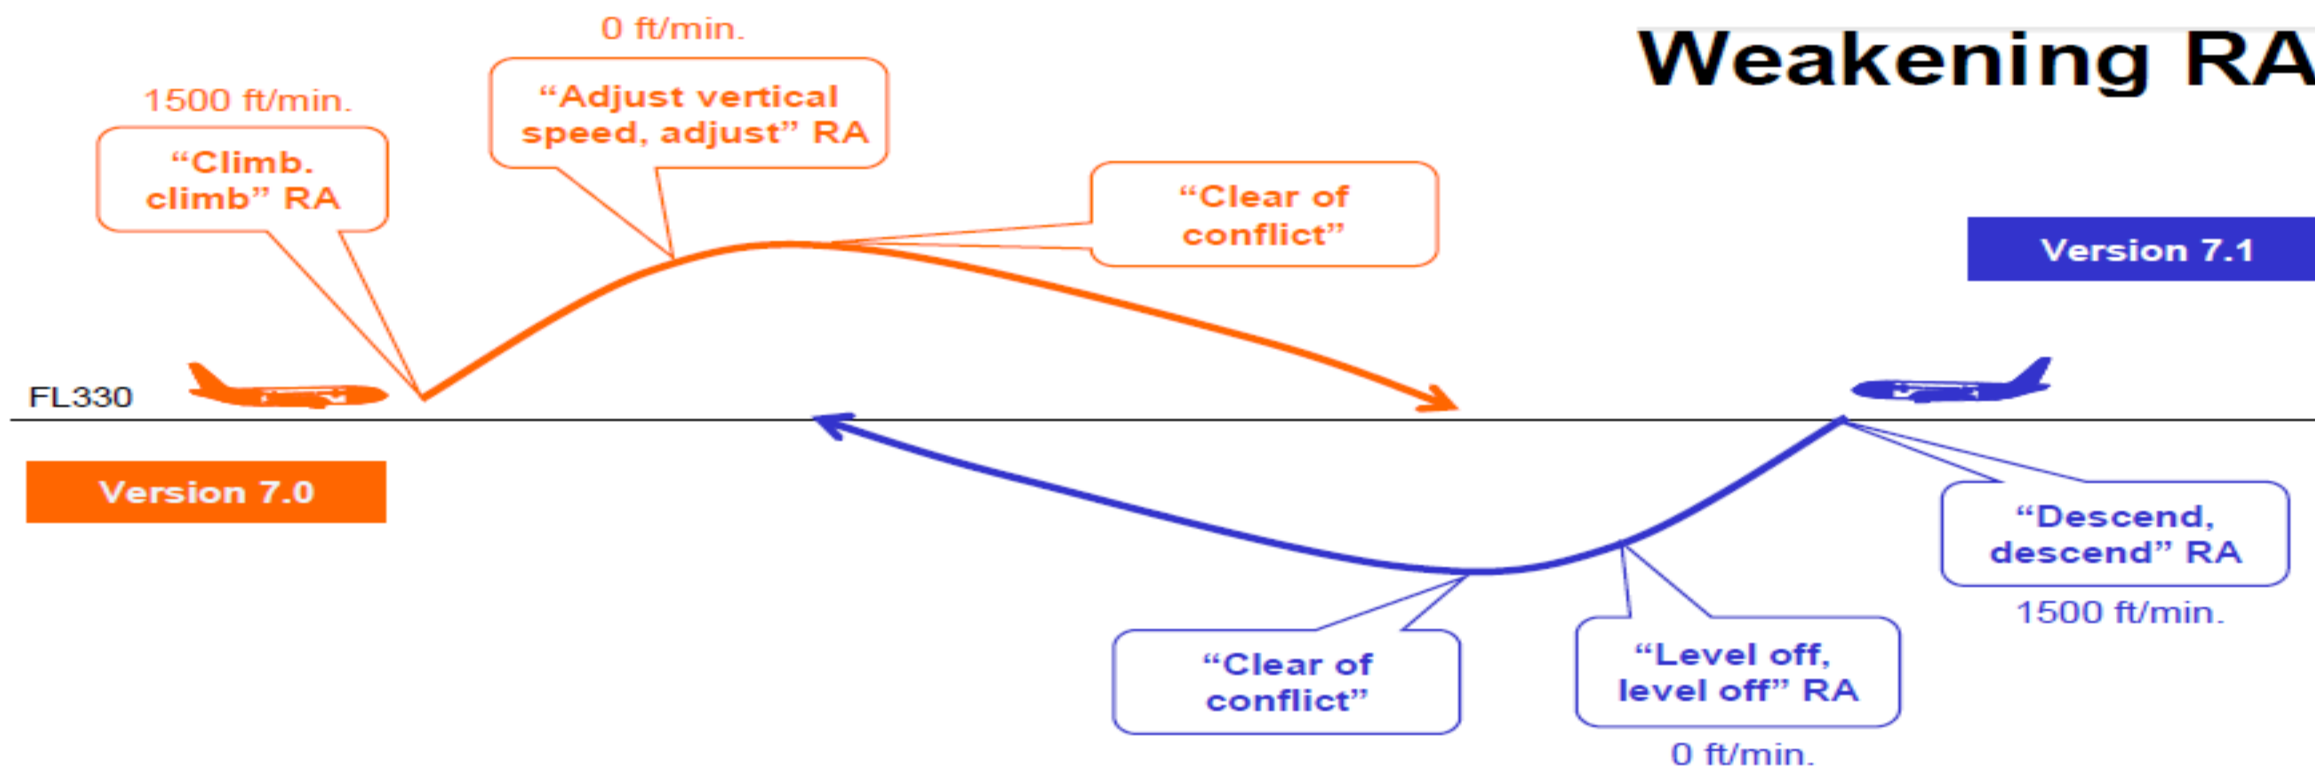 Weakening RA
0 ft/min.
“Adjust vertical
speed, adjust” RA
1500 ft/min.
“Climb.
climb” RA
“Clear of
conflict”
Version 7.1
FL330
Version 7.0
“Descend,
descend” RA
1500 ft/min.
“Clear of
conflict”
“Level off,
level off” RA
0 ft/min.